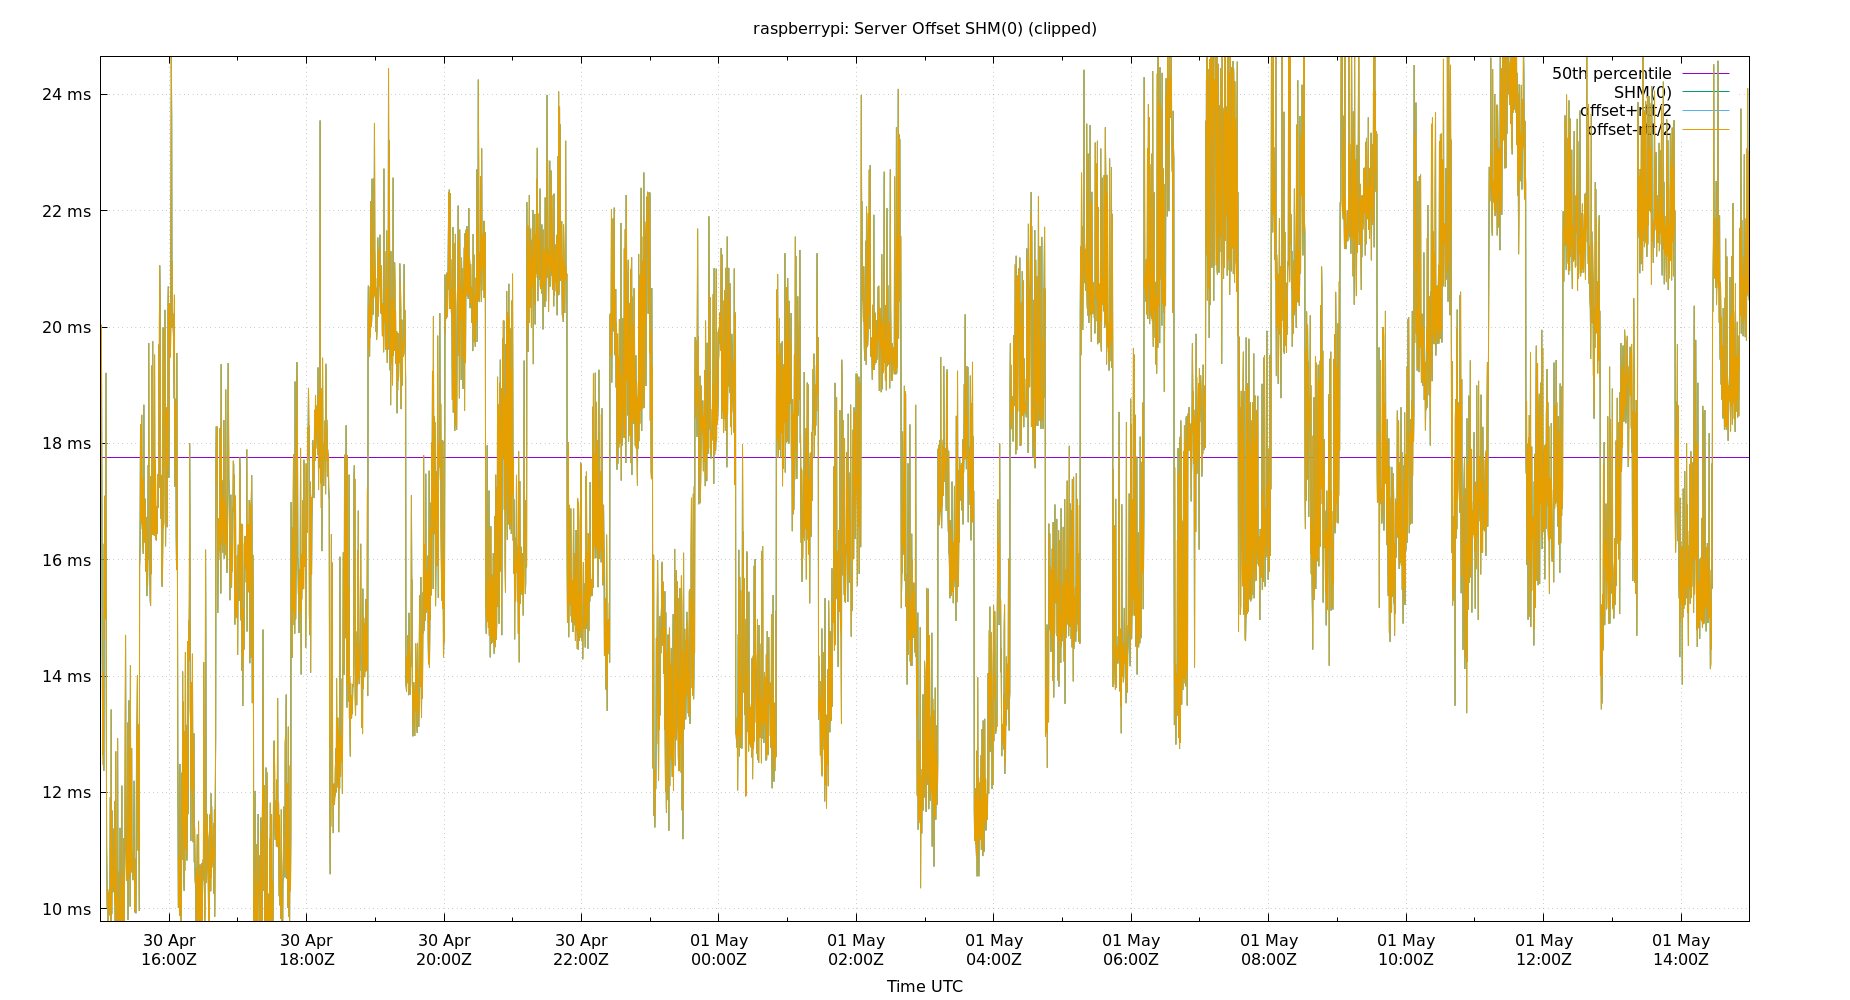 raspberrypi: Server Offset SHM(0) (clipped)
24 ms
22 ms
20 ms
18 ms
16 ms
14 ms
12 ms
10 ms
50th percentile
SHM(0)
offset+rtt/2
offset-rtt/2
30 Apr 30 Apr 30 Apr 30 Apr 01 May 01 May 01 May 01 May 01 May 01 May 01 May 01 May
16:00Z 18:00Z 20:00Z 22:00Z 00:00Z 02:00Z 04:00Z 06:00Z 08:00Z 10:00Z 12:00Z 14:00Z
Time UTC